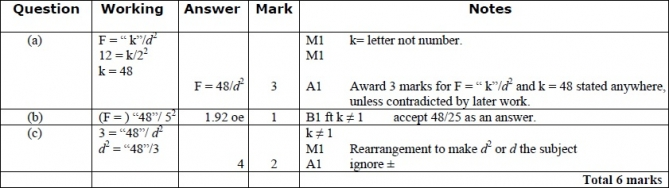 Question Working Answer Mark Notes
(a) F = “ k”/d² M1 k= letter not number.
12 = k/2² M1
k = 48
F = 48/d² 3 A1 Award 3 marks for F = “ k”/d² and k = 48 stated anywhere,
unless contradicted by later work.
(b) (F = ) “48”/ 5² 1.92 oe 1 B1 ft k ≠ 1 accept 48/25 as an answer.
(c) 3 = “48”/ d² k ≠ 1
d² = “48”/3 M1 Rearrangement to make d² or d the subject
4 2 A1 ignore ±
Total 6 marks